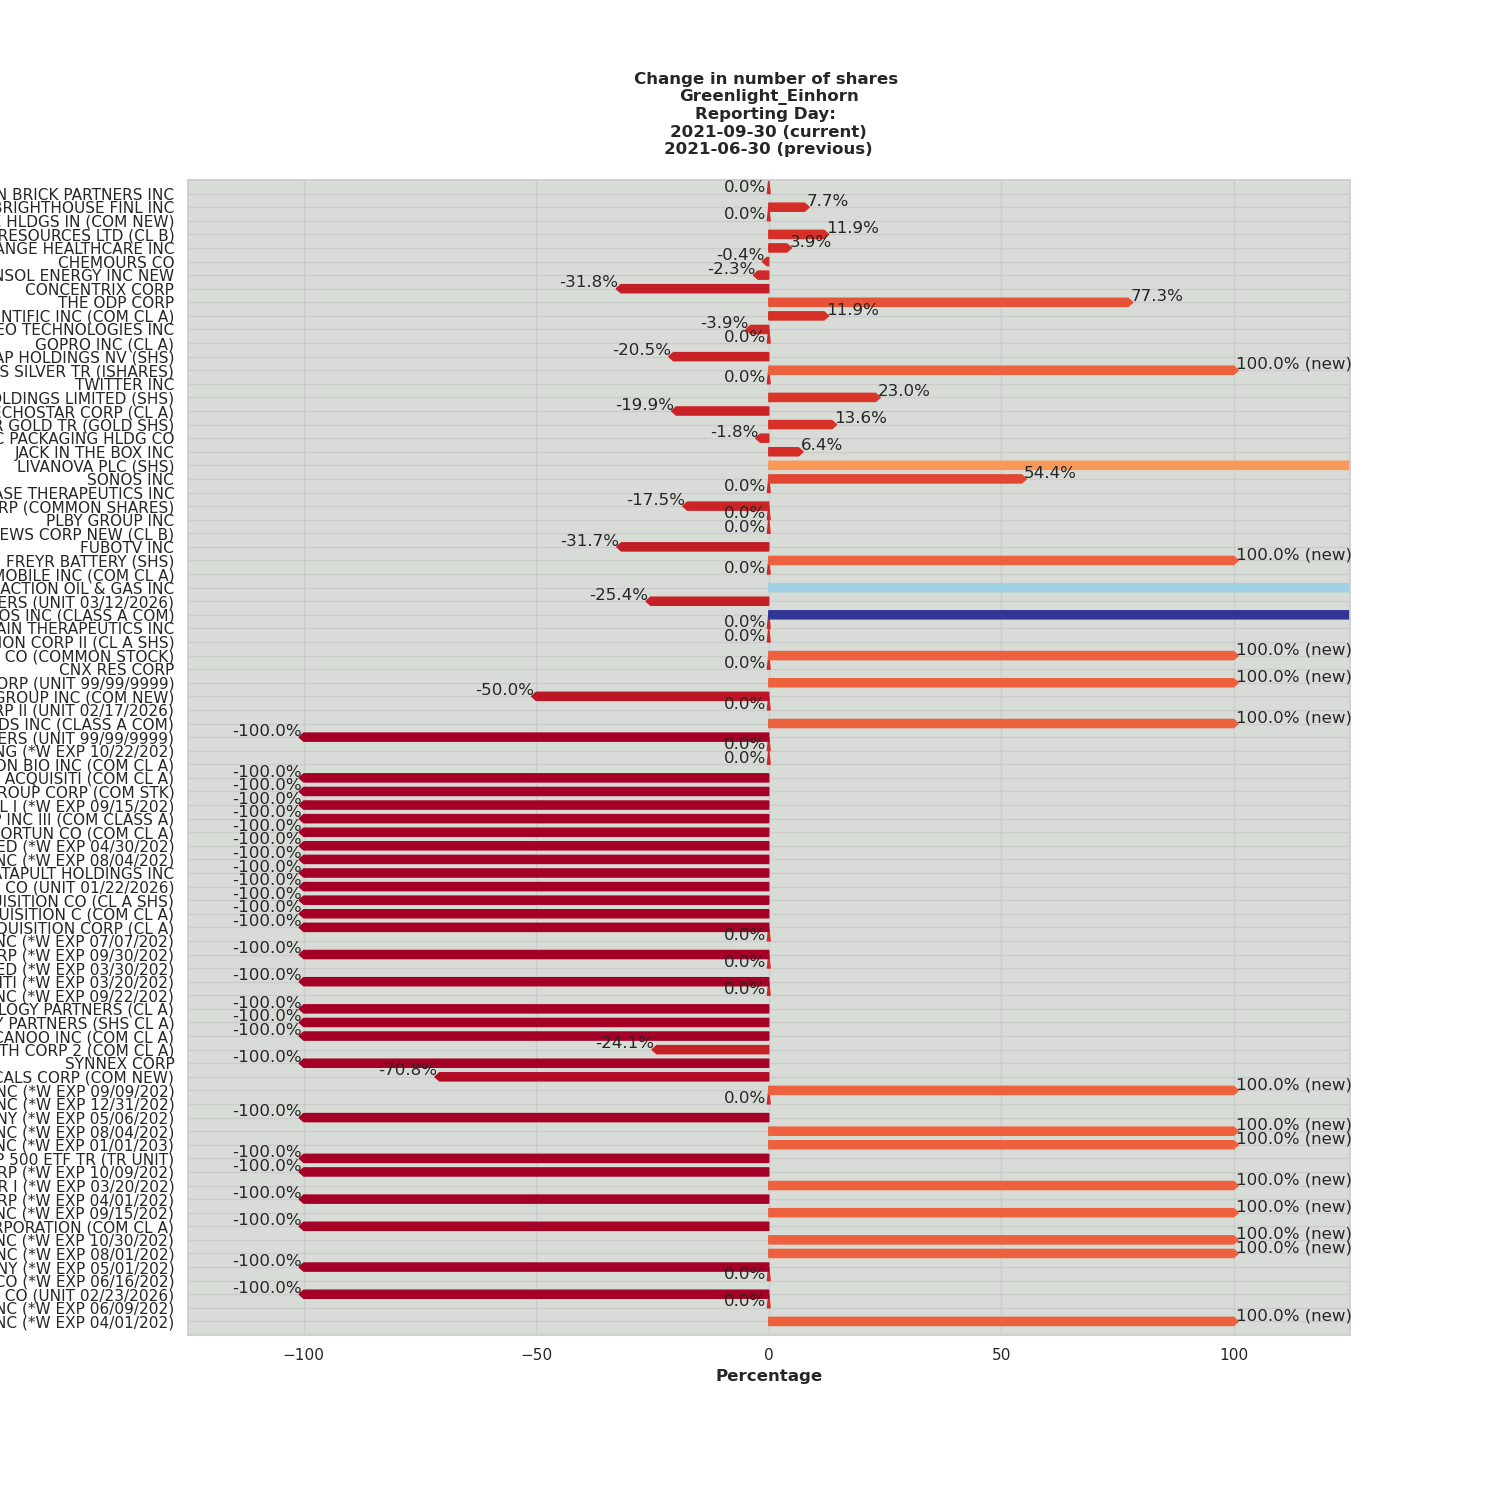 Change in number of shares
Greenlight_Einhorn
Reporting Day:
2021-09-30 (current)
2021-06-30 (previous)
N BRICK PARTNERS INC 0.0%
BRIGHTHOUSE FINL INC 7.7%
HLDGS IN (COM NEW) 0.0%
RESOURCES LTD (CL B) 11.9%
ANGE HEALTHCARE INC 3.9%
CHEMOURS CO -0.4%
NSOL ENERGY INC NEW -2.3%
CONCENTRIX CORP -31.8%
THE ODP CORP 77.3%
NTIFIC INC (COM CL A) 11.9%
EO TECHNOLOGIES INC -3.9%
GOPRO INC (CL A) 0.0%
AP HOLDINGS NV (SHS) -20.5%
S SILVER TR (ISHARES) 100.0% (new)
TWITTER INC 0.0%
OLDINGS LIMITED (SHS) 23.0%
ECHOSTAR CORP (CL A) -19.9%
R GOLD TR (GOLD SHS) 13.6%
C PACKAGING HLDG CO -1.8%
JACK IN THE BOX INC 6.4%
LIVANOVA PLC (SHS)
SONOS INC 54.4%
ASE THERAPEUTICS INC 0.0%
RP (COMMON SHARES) -17.5%
PLBY GROUP INC 0.0%
EWS CORP NEW (CL B) 0.0%
FUBOTV INC -31.7%
FREYR BATTERY (SHS) 100.0% (new)
MOBILE INC (COM CL A) 0.0%
ACTION OIL & GAS INC
ERS (UNIT 03/12/2026) -25.4%
OS INC (CLASS A COM)
AIN THERAPEUTICS INC 0.0%
ION CORP II (CL A SHS) 0.0%
CO (COMMON STOCK) 100.0% (new)
CNX RES CORP 0.0%
ORP (UNIT 99/99/9999) 100.0% (new)
GROUP INC (COM NEW) -50.0%
RP II (UNIT 02/17/2026) 0.0%
DS INC (CLASS A COM) 100.0% (new)
ERS (UNIT 99/99/9999) -100.0%
NG (*W EXP 10/22/202) 0.0%
ON BIO INC (COM CL A) 0.0%
ACQUISITI (COM CL A) -100.0%
ROUP CORP (COM STK) -100.0%
L I (*W EXP 09/15/202) -100.0%
INC III (COM CLASS A) -100.0%
ORTUN CO (COM CL A) -100.0%
ED (*W EXP 04/30/202) -100.0%
NC (*W EXP 08/04/202) -100.0%
ATAPULT HOLDINGS INC -100.0%
CO (UNIT 01/22/2026) -100.0%
ISITION CO (CL A SHS) -100.0%
UISITION C (COM CL A) -100.0%
QUISITION CORP (CL A) -100.0%
NC (*W EXP 07/07/202) 0.0%
RP (*W EXP 09/30/202) -100.0%
ED (*W EXP 03/30/202) 0.0%
ITI (*W EXP 03/20/202) -100.0%
NC (*W EXP 09/22/202) 0.0%
LOGY PARTNERS (CL A) -100.0%
Y PARTNERS (SHS CL A) -100.0%
CANOO INC (COM CL A) -100.0%
TH CORP 2 (COM CL A) -24.1%
SYNNEX CORP -100.0%
CALS CORP (COM NEW) -70.8%
NC (*W EXP 09/09/202) 100.0% (new)
NC (*W EXP 12/31/202) 0.0%
NY (*W EXP 05/06/202) -100.0%
NC (*W EXP 08/04/202) 100.0% (new)
NC (*W EXP 01/01/203) 100.0% (new)
P 500 ETF TR (TR UNIT) -100.0%
RP (*W EXP 10/09/202) -100.0%
R I (*W EXP 03/20/202) 100.0% (new)
RP (*W EXP 04/01/202) -100.0%
NC (*W EXP 09/15/202) 100.0% (new)
RPORATION (COM CL A) -100.0%
NC (*W EXP 10/30/202) 100.0% (new)
NC (*W EXP 08/01/202) 100.0% (new)
NY (*W EXP 05/01/202) -100.0%
CO (*W EXP 06/16/202) 0.0%
CO (UNIT 02/23/2026) -100.0%
NC (*W EXP 06/09/202) 0.0%
NC (*W EXP 04/01/202) 100.0% (new)
−100 −50 0 50 100
Percentage